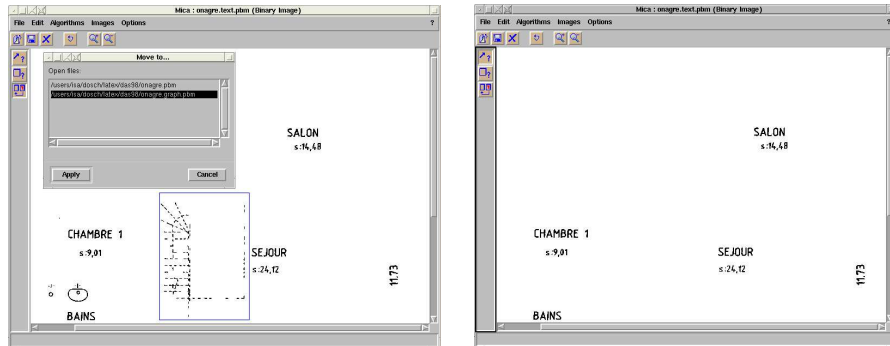 Mica : onagre.text.pbm (Binary Image)
File Edit Algorithms Images Options ?
Move to...
Open files:
/users/isa/dosch/latex/das98/onagre.pbm
/users/isa/dosch/latex/das98/onagre.graph.pbm
Apply Cancel
SALON
s:14,48
CHAMBRE 1
s:9,01
SEJOUR
s:24,12
11.73
BAINS
Mica : onagre.text.pbm (Binary Image)
File Edit Algorithms Images Options ?
SALON
s:14,48
CHAMBRE 1
s:9,01
SEJOUR
s:24,12
11.73
BAINS